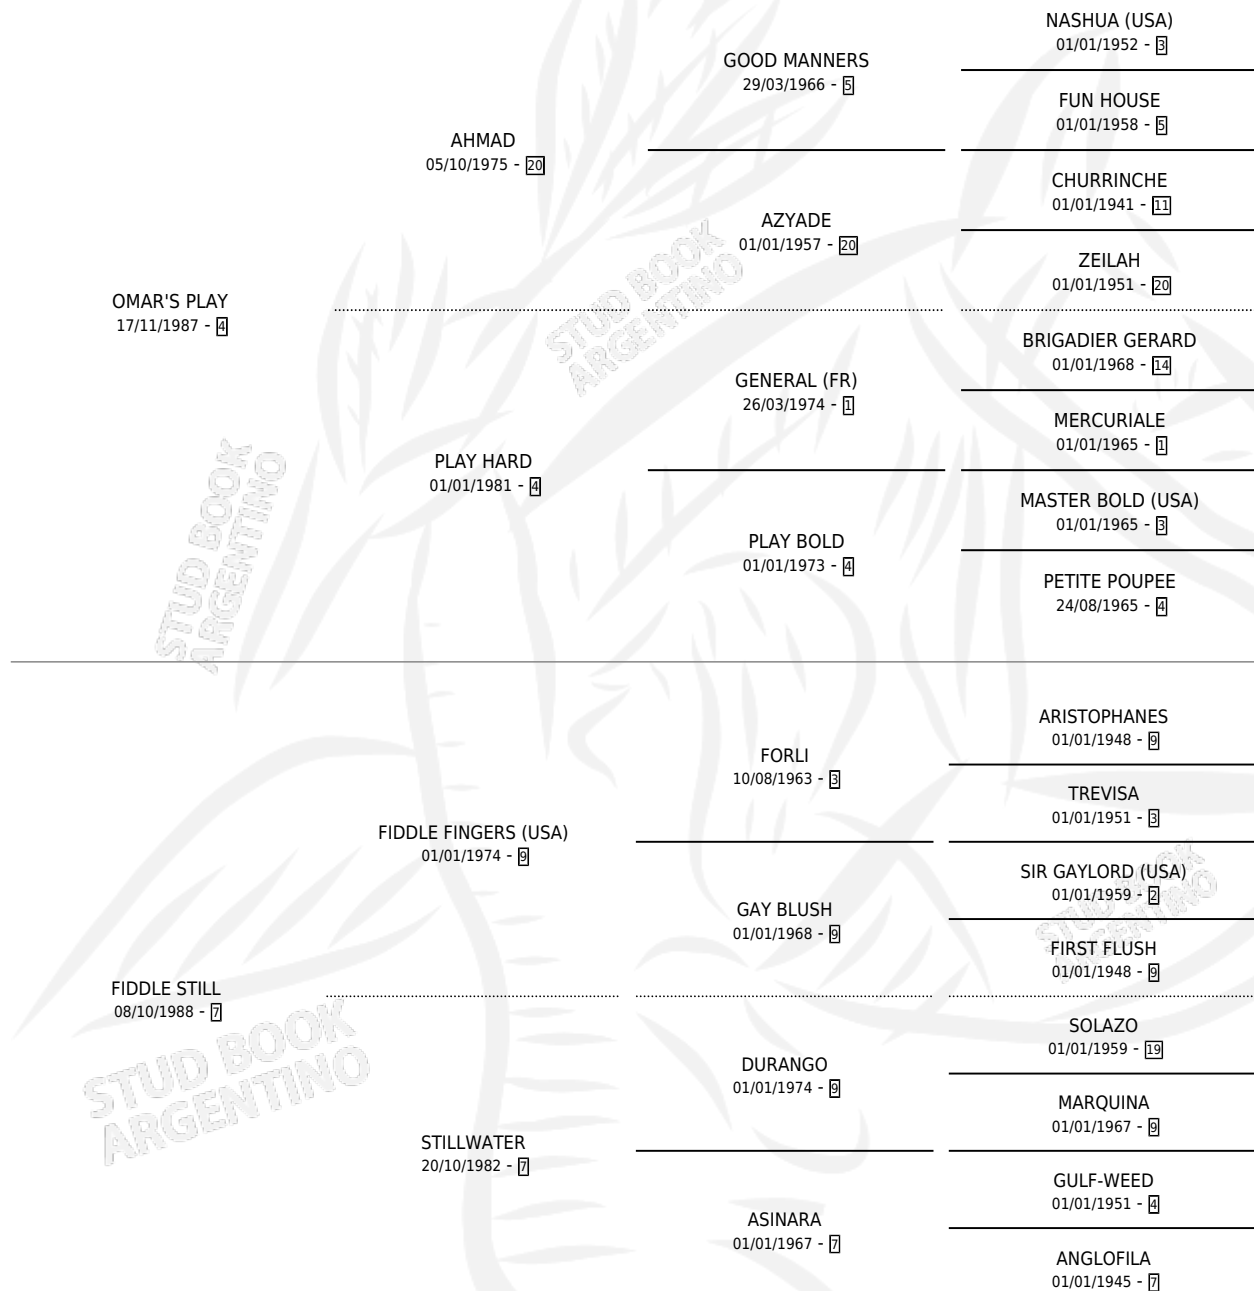 NASHUA (USA)
01/01/1952 - 3
GOOD MANNERS
29/03/1966 - 5
FUN HOUSE
01/01/1958 - 5
AHMAD
05/10/1975 - 20
CHURRINCHE
01/01/1941 - 11
AZYADE
01/01/1957 - 20
ZEILAH
01/01/1951 - 20
OMAR'S PLAY
17/11/1987 - 4
BRIGADIER GERARD
01/01/1968 - 14
GENERAL (FR)
26/03/1974 - 1
MERCURIALE
01/01/1965 - 1
PLAY HARD
01/01/1981 - 4
MASTER BOLD (USA)
01/01/1965 - 3
PLAY BOLD
01/01/1973 - 4
PETITE POUPEE
24/08/1965 - 4
ARISTOPHANES
01/01/1948 - 9
FORLI
10/08/1963 - 3
TREVISA
01/01/1951 - 3
FIDDLE FINGERS (USA)
01/01/1974 - 9
SIR GAYLORD (USA)
01/01/1959 - 2
GAY BLUSH
01/01/1968 - 9
FIRST FLUSH
01/01/1948 - 9
FIDDLE STILL
08/10/1988 - 7
SOLAZO
01/01/1959 - 19
DURANGO
01/01/1974 - 9
MARQUINA
01/01/1967 - 9
STILLWATER
20/10/1982 - 7
GULF-WEED
01/01/1951 - 4
ASINARA
01/01/1967 - 7
ANGLOFILA
01/01/1945 - 7
STUD BOOK
ARGENTINO
STUD BOOK
ARGENTINO
STUD BOOK
ARGENTINO
STUD BOOK
ARGENTINO